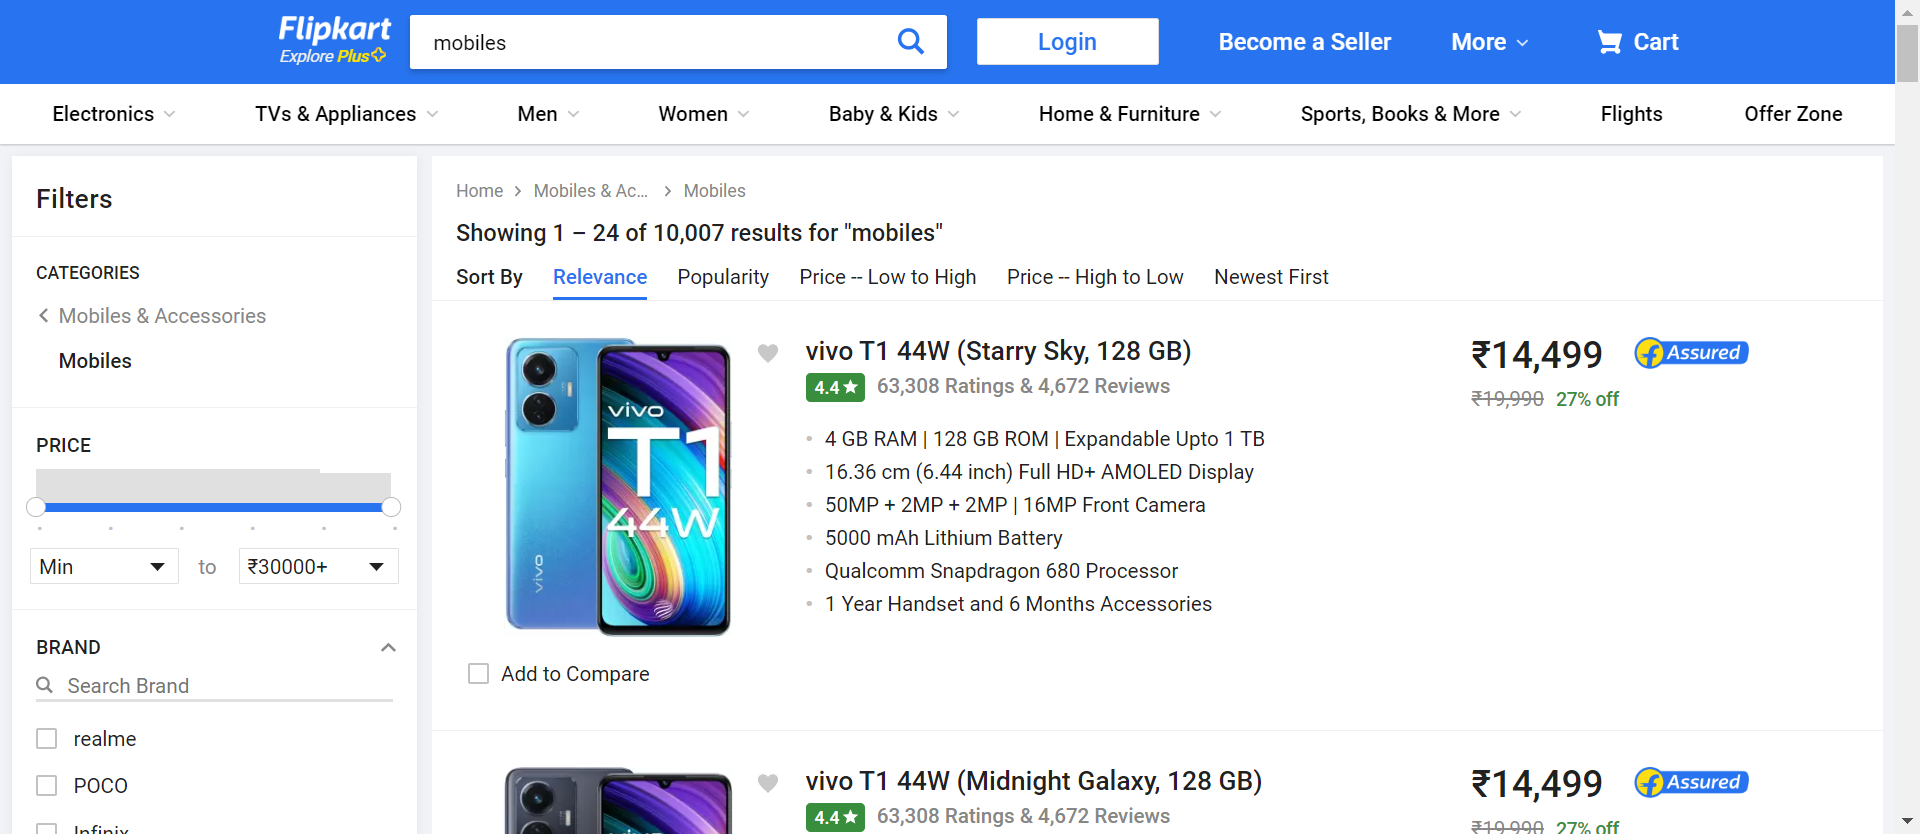 Flipkart
Explore Plus
mobiles
Login
Become a Seller
More
Cart
Electronics
TVs & Appliances
Men
Women
Baby & Kids
Home & Furniture
Sports, Books & More
Flights
Offer Zone
Filters
CATEGORIES
Mobiles & Accessories
Mobiles
PRICE
Min
to
₹30000+
BRAND
Search Brand
realme
POCO
Infinix
Home
Mobiles & Ac...
Mobiles
Showing 1 – 24 of 10,007 results for "mobiles"
Sort By
Relevance
Popularity
Price -- Low to High
Price -- High to Low
Newest First
vivo
T1
44W
vivo
Add to Compare
vivo T1 44W (Starry Sky, 128 GB)
4.4★
63,308 Ratings & 4,672 Reviews
4 GB RAM | 128 GB ROM | Expandable Upto 1 TB
16.36 cm (6.44 inch) Full HD+ AMOLED Display
50MP + 2MP + 2MP | 16MP Front Camera
5000 mAh Lithium Battery
Qualcomm Snapdragon 680 Processor
1 Year Handset and 6 Months Accessories
₹14,499
Assured
₹19,990
27% off
vivo T1 44W (Midnight Galaxy, 128 GB)
4.4★
63,308 Ratings & 4,672 Reviews
₹14,499
Assured
₹19,990
27% off